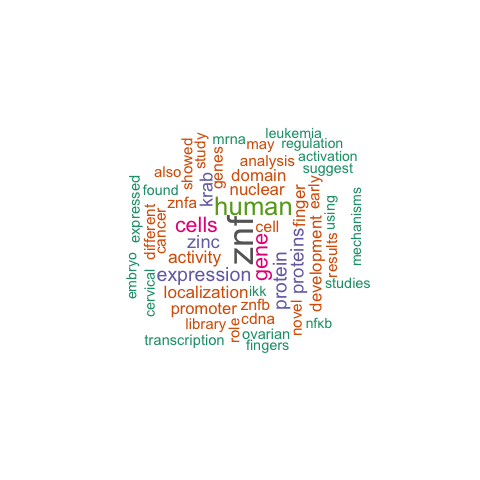 leukemia
mrna
may
regulation
showed
study
genes
analysis
activation
also
krab
domain
suggest
expressed
found
nuclear
finger
early
znfa
human
using
mechanisms
different
cancer
cells
znf
cell
zinc
gene
proteins
results
activity
embryo
expression
protein
development
studies
cervical
localization
ikk
promoter
znfb
novel
library
role
cdna
nfκb
transcription
ovarian
fingers